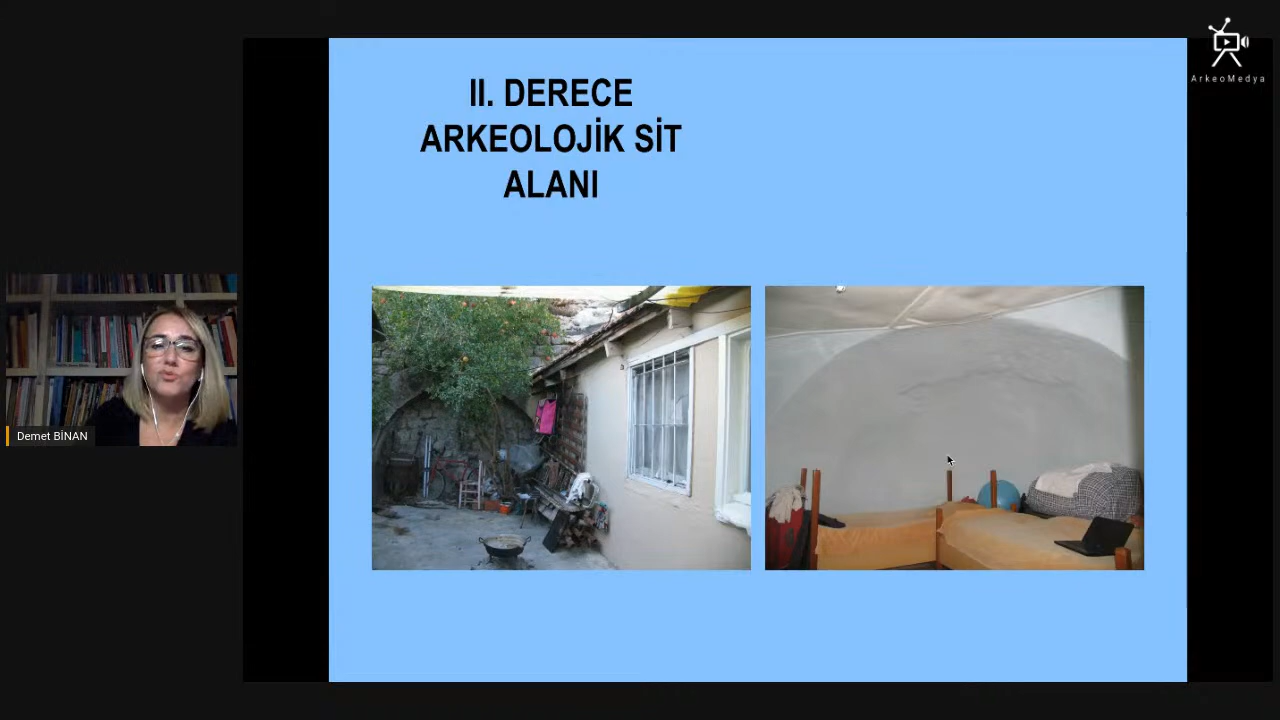 ArkeoMedya
II. DERECE
ARKEOLOJİK SİT
ALANI
Demet BİNAN